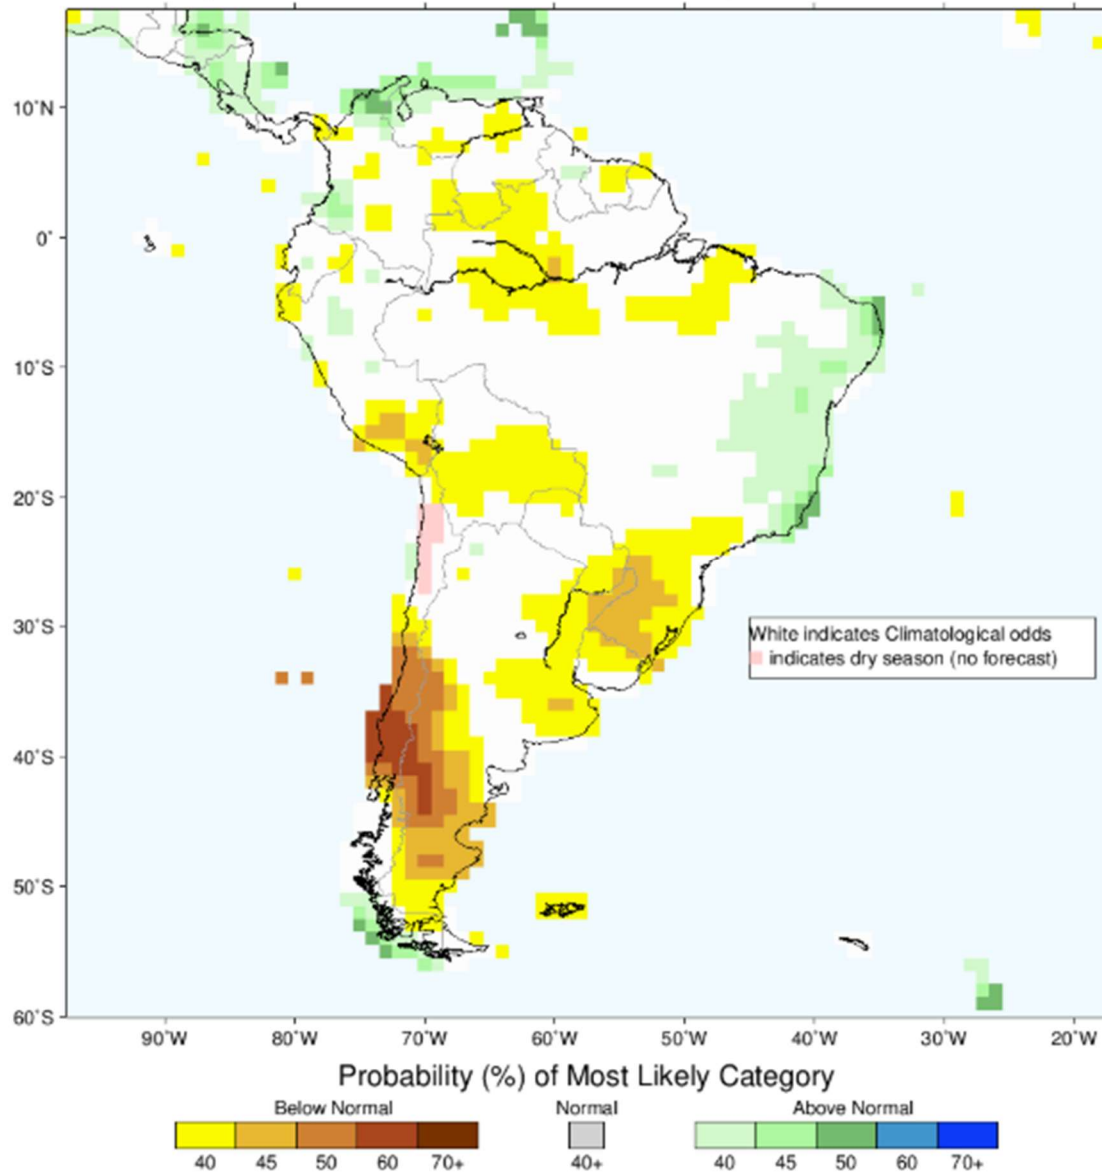 10˚N
0˚
10˚S
20˚S
30˚S
White indicates Climatological odds
indicates dry season (no forecast)
40˚S
50˚S
60˚S
90˚W 80˚W 70˚W 60˚W 50˚W 40˚W 30˚W 20˚W
Probability (%) of Most Likely Category
Below Normal Normal Above Normal
40 45 50 60 70+ 40+ 40 45 50 60 70+